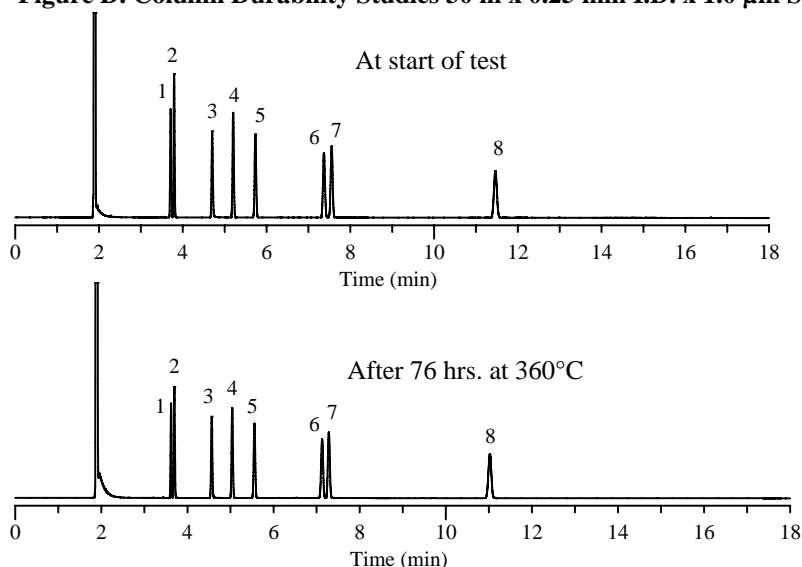 Figure D. Column Durability Studies 30 m x 0.25 mm I.D. x 1.0 µm S
At start of test
1 2 3 4 5 6 7 8
0 2 4 6 8 10 12 14 16 18
Time (min)
After 76 hrs. at 360°C
1 2 3 4 5 6 7 8
0 2 4 6 8 10 12 14 16 18
Time (min)